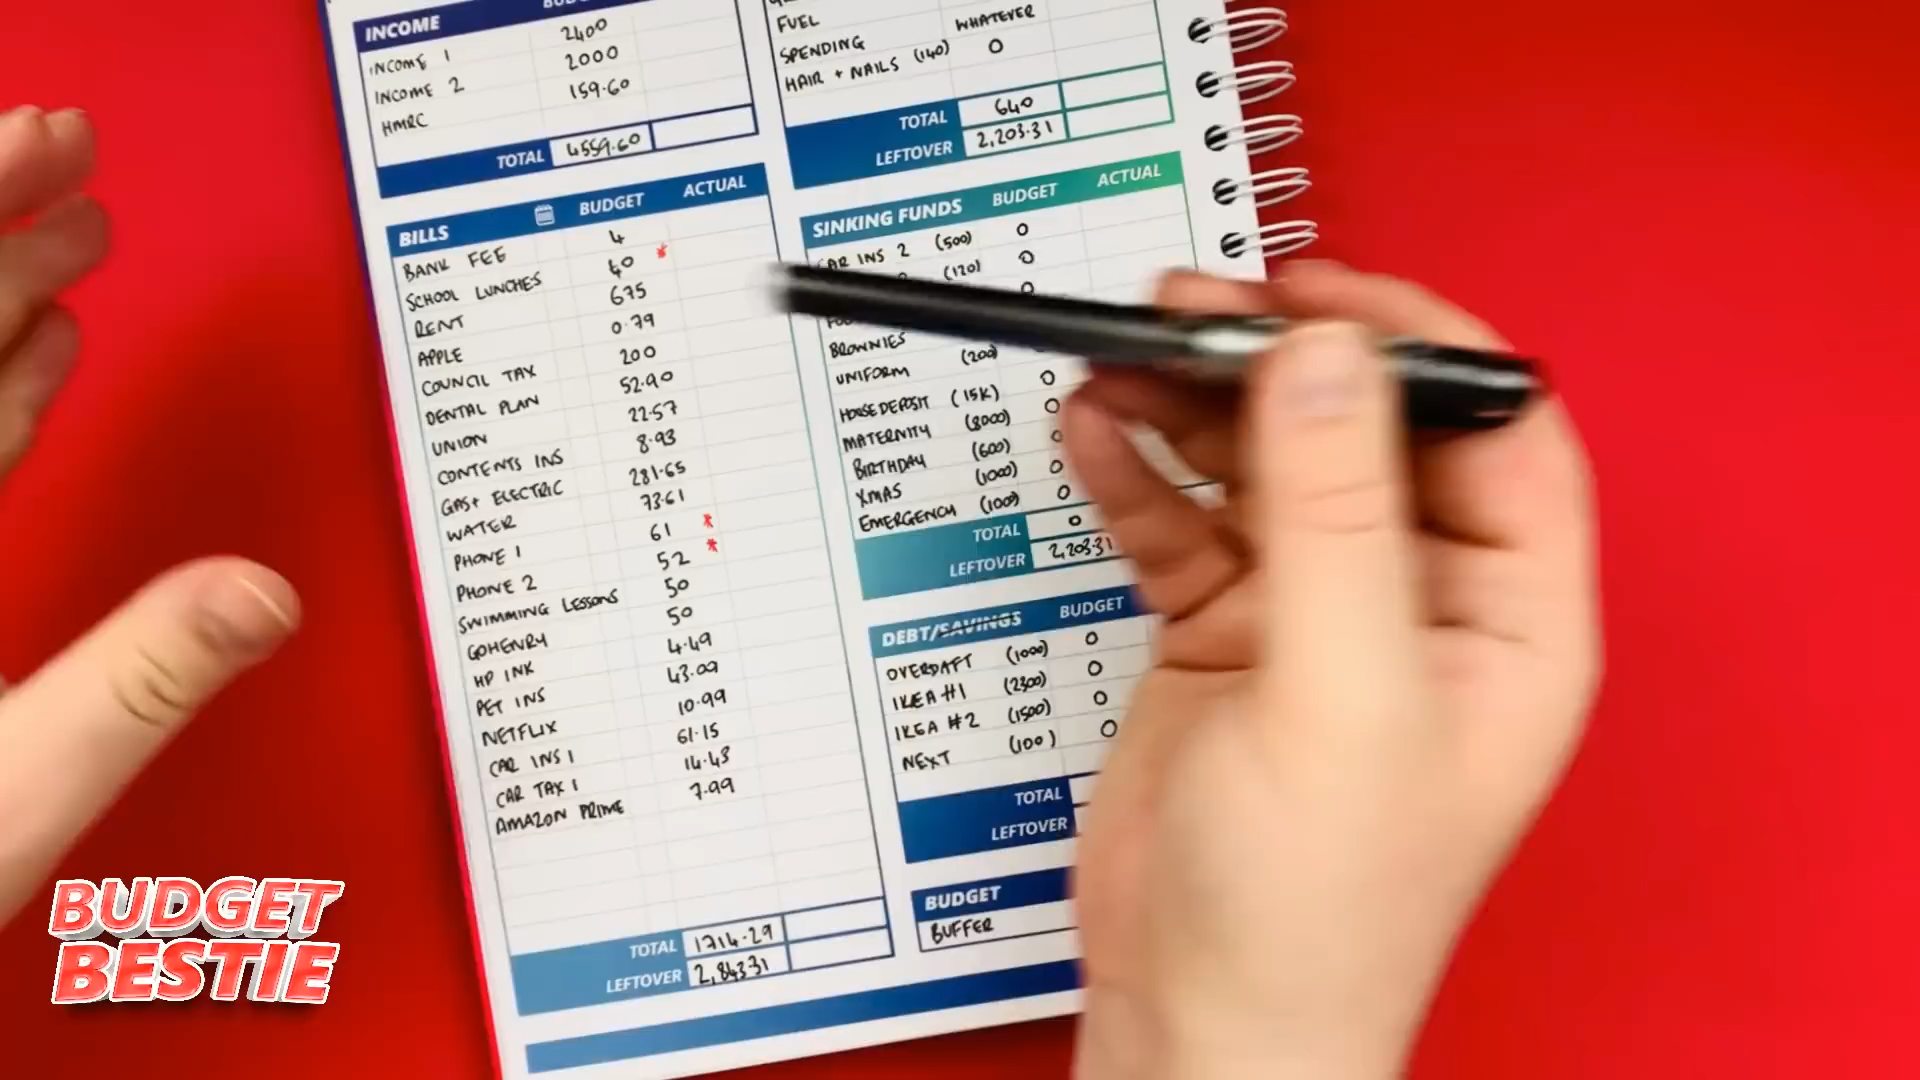 INCOME
INCOME 1 2400
INCOME 2 2000
HMRC 159.60
TOTAL 4559.60
BILLS BUDGET ACTUAL
BANK FEE 4
SCHOOL LUNCHES 40 *
RENT 675
APPLE 0.79
COUNCIL TAX 200
DENTAL PLAN 52.90
UNION 22.57
CONTENTS INS 8.93
GAS+ ELECTRIC 281.65
WATER 73.61
PHONE 1 61 *
PHONE 2 52 *
SWIMMING LESSONS 50
GOHENRY 50
HP INK 4.49
PET INS 43.09
NETFLIX 10.99
CAR INS 1 61.15
CAR TAX 1 14.43
AMAZON PRIME 7.99
TOTAL 1714.29
LEFTOVER 2,843.31
FUEL
SPENDING WHATEVER
HAIR + NAILS (140) 0
TOTAL 640
LEFTOVER 2,203.31
SINKING FUNDS BUDGET ACTUAL
CAR INS 2 (500) 0
(120) 0
0
BROWNIES
UNIFORM (200)
HOUSE DEPOSIT (15K) 0
MATERNITY (8000) 0
BIRTHDAY (600) 0
XMAS (1000) 0
EMERGENCY (1000) 0
TOTAL 0
LEFTOVER 2,203.31
DEBT/SAVINGS BUDGET
OVERDAFT (1000) 0
IKEA #1 (2300) 0
IKEA #2 (1500) 0
NEXT (100) 0
TOTAL
LEFTOVER
BUDGET
BUFFER
BUDGET
BESTIE